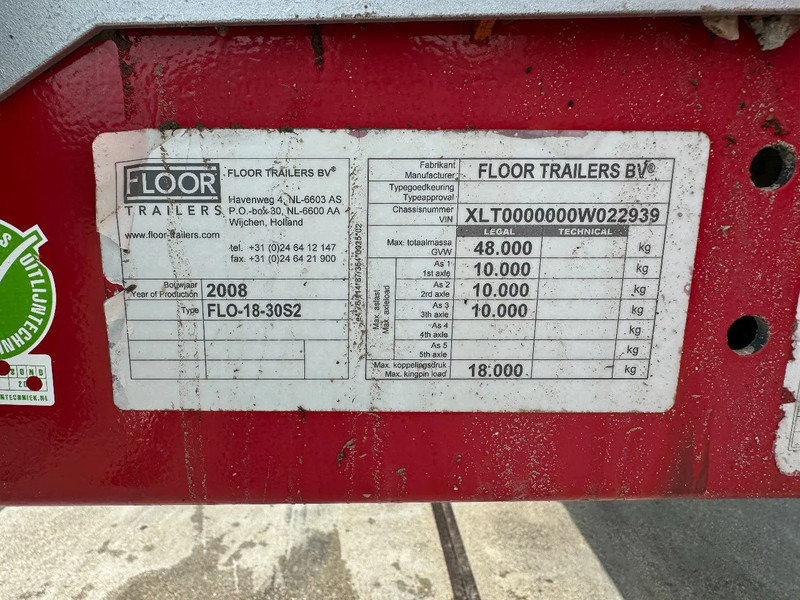 FLOOR
TRAILERS
www.floor-trailers.com
FLOOR TRAILERS BV®
Havenweg 4, NL-6603 AS
P.O.-box 30, NL-6600 AA
Wijchen, Holland
tel. +31 (0)24 64 12 147
fax. +31 (0)24 64 21 900
Bouwjaar
Year of Production 2008
Type FLO-18-30S2
Fabrikant
Manufacturer FLOOR TRAILERS BV®
Typegoedkeuring
Typeapproval
Chassisnummer
VIN XLT0000000W022939
LEGAL TECHNICAL
Max. totaalmassa
GVW 48.000 kg
Max. aslast
Max. axleload
As 1
1st axle 10.000 kg
As 2
2rd axle 10.000 kg
As 3
3th axle 10.000 kg
As 4
4th axle kg
As 5
5th axle kg
Max. koppelingsdruk
Max. kingpin load 18.000 kg
UITLIJNTECHN
NTECHNIEK.NL